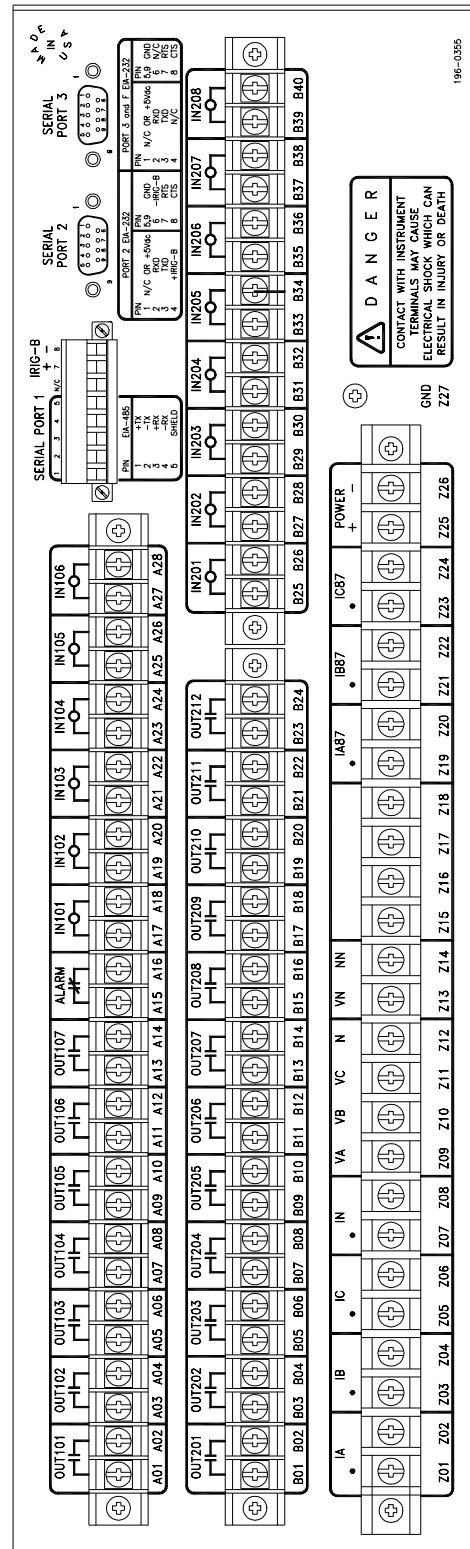 OUT101 OUT102 OUT103 OUT104 OUT105 OUT106 OUT107 ALARM IN101 IN102 IN103 IN104 IN105 IN106
A01 A02 A03 A04 A05 A06 A07 A08 A09 A10 A11 A12 A13 A14 A15 A16 A17 A18 A19 A20 A21 A22 A23 A24 A25 A26 A27 A28
SERIAL PORT 1 IRIG-B
+ -
1 2 3 4 5 N/C 7 8
PIN EIA-485
1 +TX
2 -TX
3 +RX
4 -RX
5 SHIELD
SERIAL
PORT 2
1
9
SERIAL
PORT 3
1
9
MADE
IN
USA
PORT 2 EIA-232
PIN PIN
1 N/C OR +5Vdc 5,9 GND
2 RXD 6 -IRIG-B
3 TXD 7 RTS
4 +IRIG-B 8 CTS
PORT 3 and F EIA-232
PIN PIN
1 N/C OR +5Vdc 5,9 GND
2 RXD 6 N/C
3 TXD 7 RTS
4 N/C 8 CTS
OUT201 OUT202 OUT203 OUT204 OUT205 OUT206 OUT207 OUT208 OUT209 OUT210 OUT211 OUT212
B01 B02 B03 B04 B05 B06 B07 B08 B09 B10 B11 B12 B13 B14 B15 B16 B17 B18 B19 B20 B21 B22 B23 B24
IN201 IN202 IN203 IN204 IN205 IN206 IN207 IN208
B25 B26 B27 B28 B29 B30 B31 B32 B33 B34 B35 B36 B37 B38 B39 B40
IA IB IC IN VA VB VC N VN NN IA87 IB87 IC87 POWER
+ -
Z01 Z02 Z03 Z04 Z05 Z06 Z07 Z08 Z09 Z10 Z11 Z12 Z13 Z14 Z15 Z16 Z17 Z18 Z19 Z20 Z21 Z22 Z23 Z24 Z25 Z26
GND
Z27
! DANGER
CONTACT WITH INSTRUMENT
TERMINALS MAY CAUSE
ELECTRICAL SHOCK WHICH CAN
RESULT IN INJURY OR DEATH
196-0355